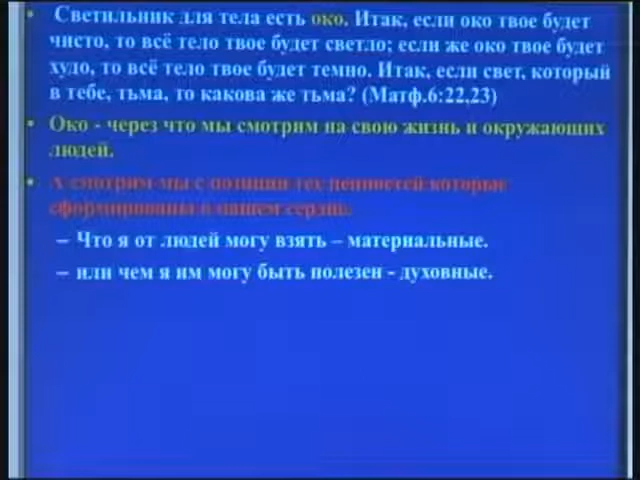 • Светильник для тела есть око. Итак, если око твое будет
чисто, то всё тело твое будет светло; если же око твое будет
худо, то всё тело твое будет темно. Итак, если свет, который
в тебе, тьма, то какова же тьма? (Матф.6:22,23)
• Око - через что мы смотрим на свою жизнь и окружающих
людей.
• А смотрим мы с позиции тех ценностей которые
сформированы в нашем сердце.
– Что я от людей могу взять – материальные.
– или чем я им могу быть полезен - духовные.